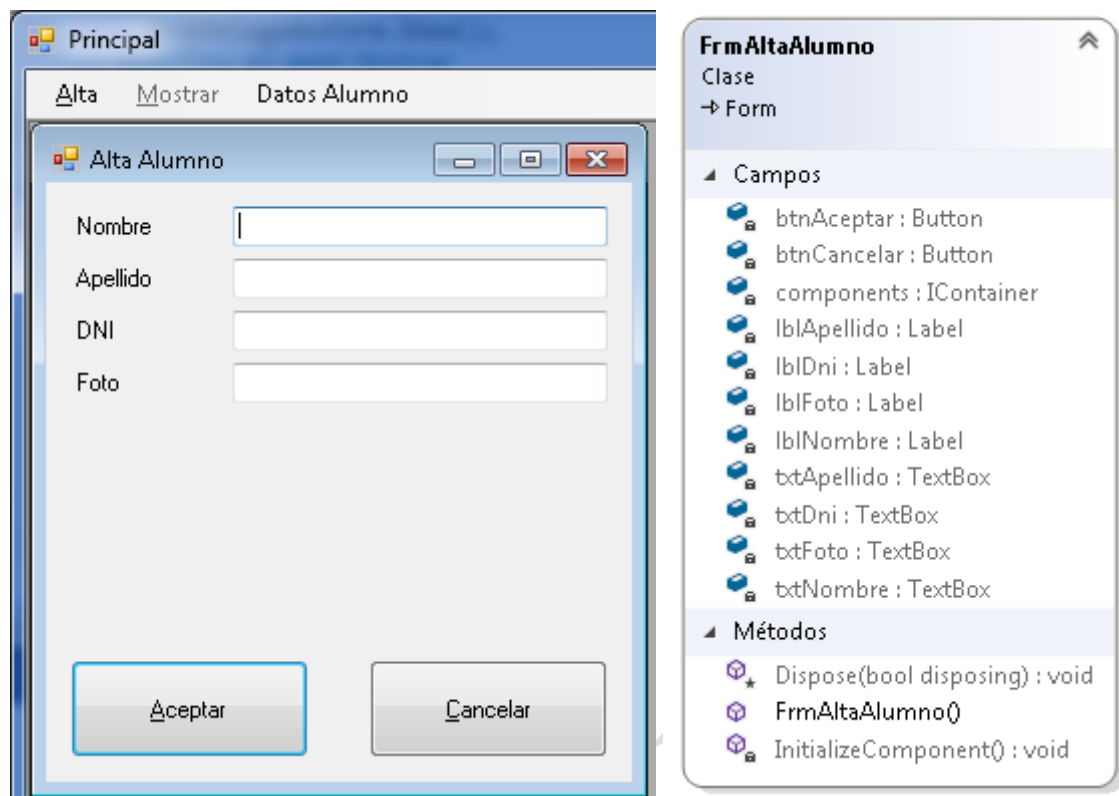 Principal
Alta Mostrar Datos Alumno
Alta Alumno
Nombre
Apellido
DNI
Foto
Aceptar Cancelar
FrmAltaAlumno
Clase
Form
Campos
btnAceptar : Button
btnCancelar : Button
components : IContainer
lblApellido : Label
lblDni : Label
lblFoto : Label
lblNombre : Label
txtApellido : TextBox
txtDni : TextBox
txtFoto : TextBox
txtNombre : TextBox
Métodos
Dispose(bool disposing) : void
FrmAltaAlumno()
InitializeComponent() : void